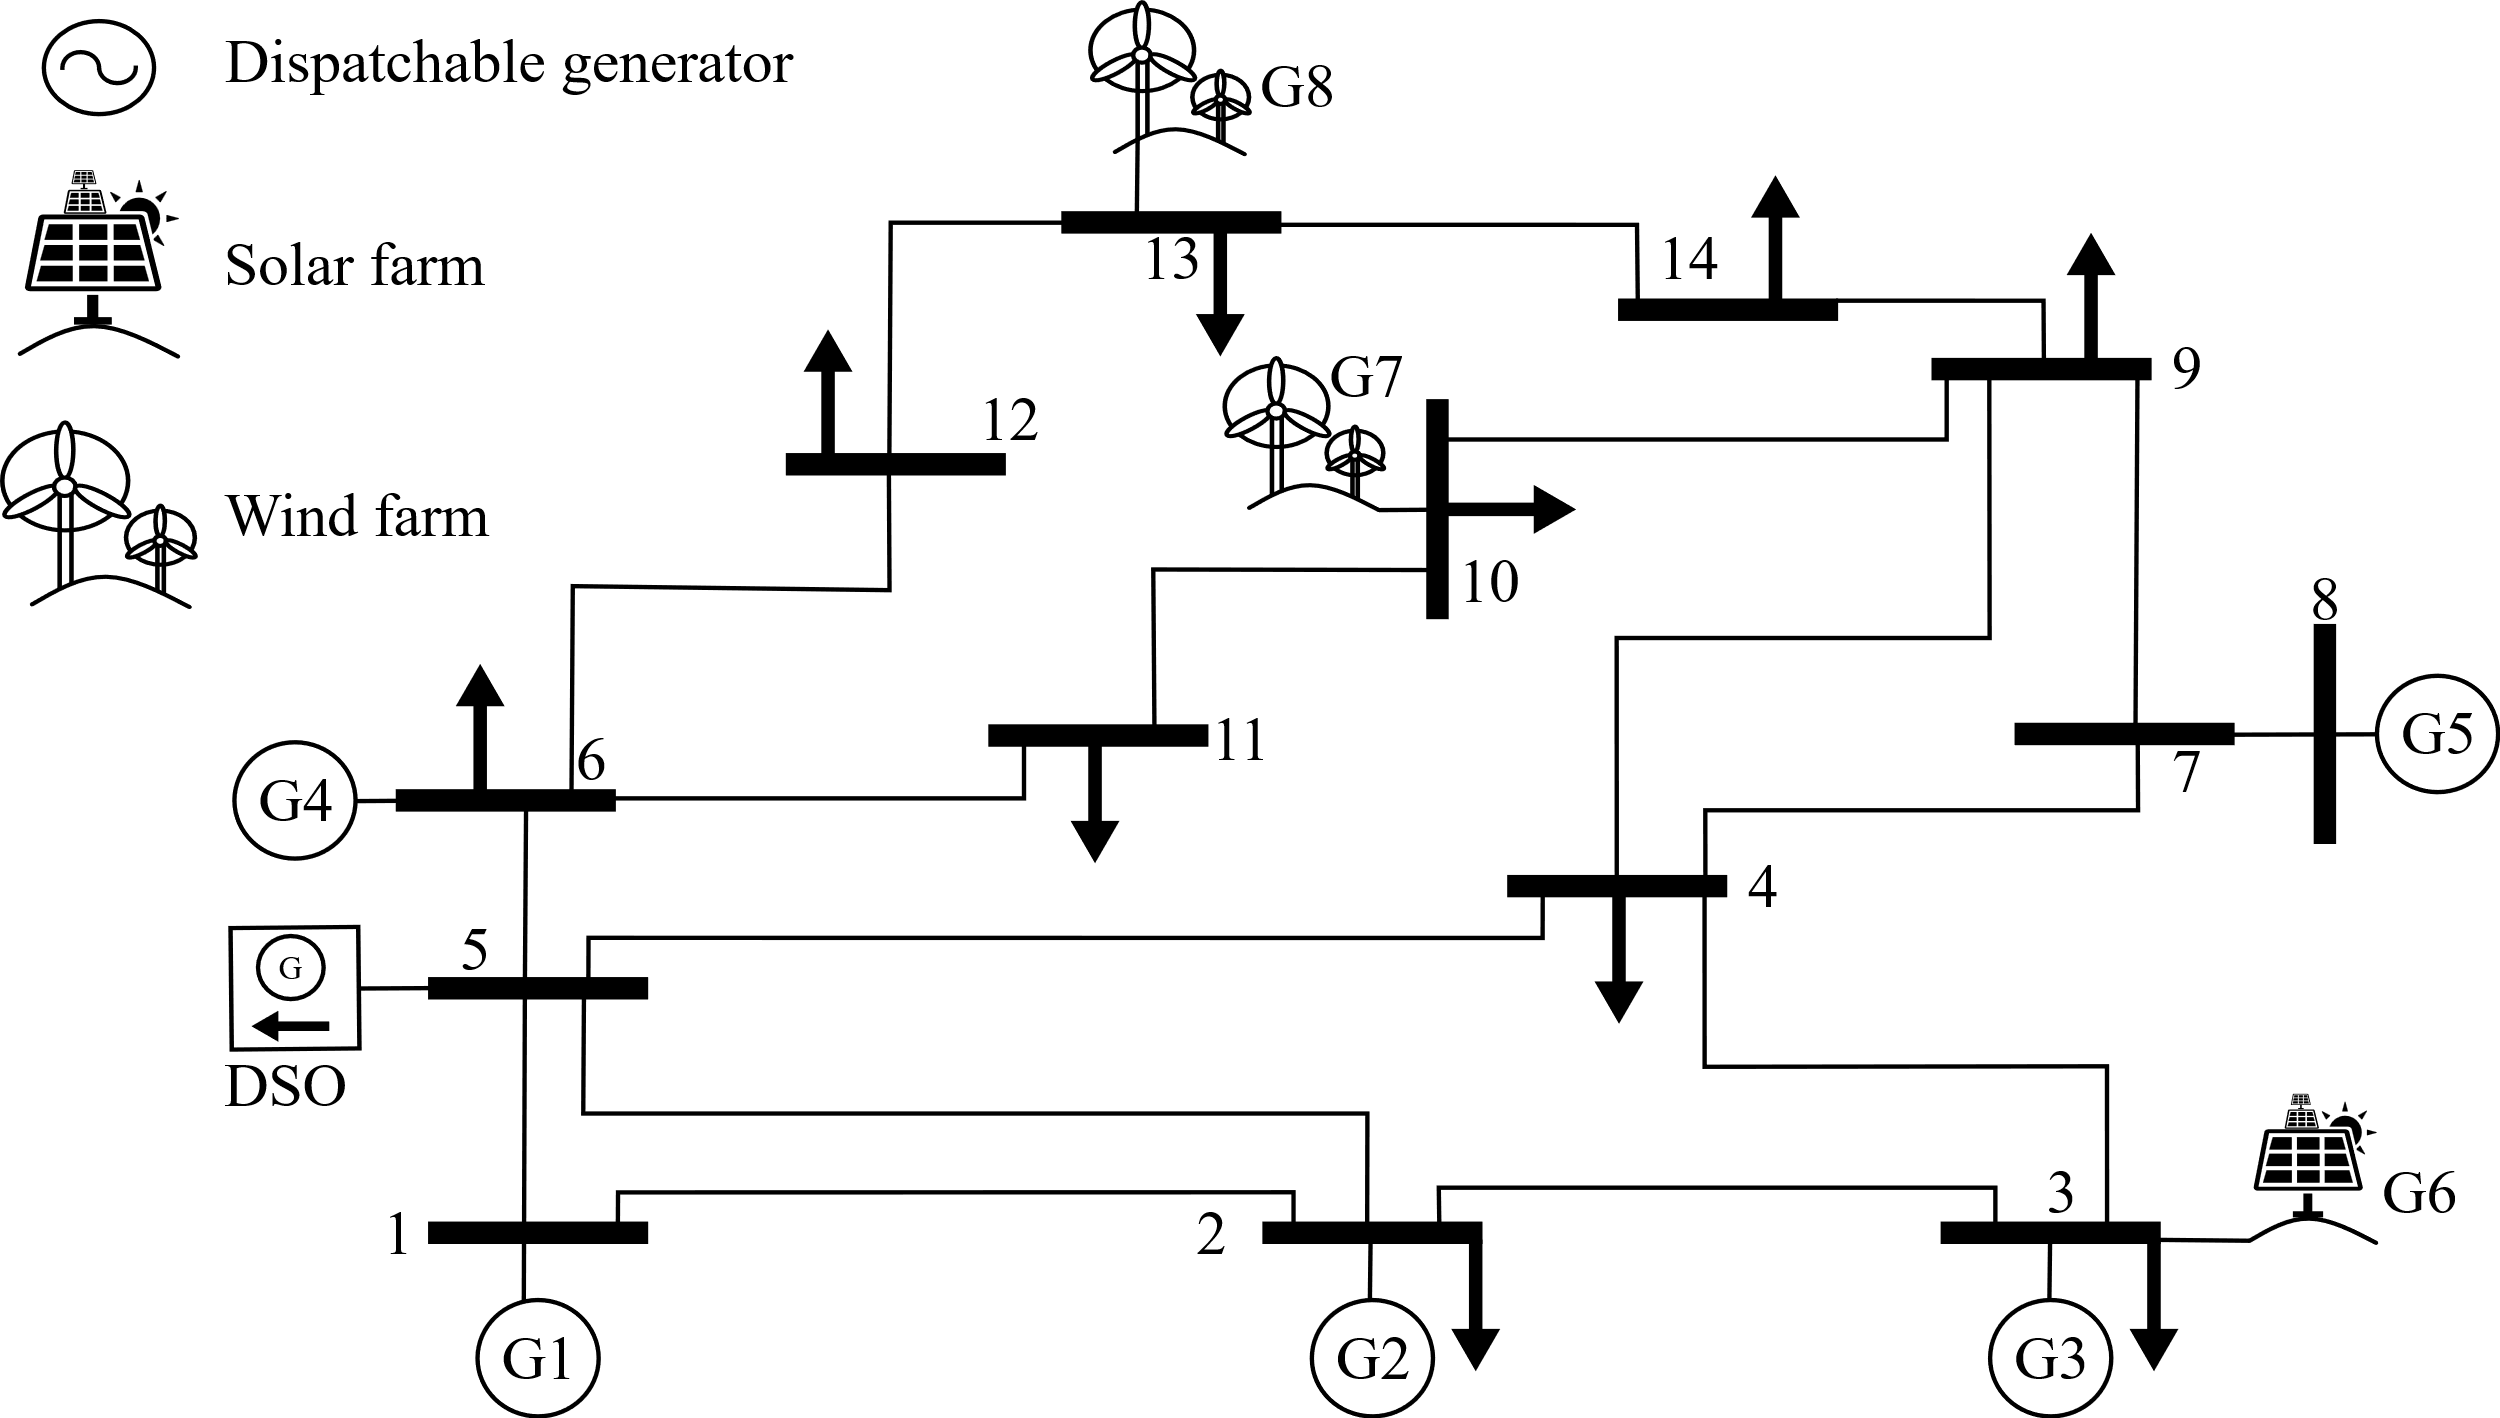 Dispatchable generator
G8
Solar farm
13
14
G7
9
12
Wind farm
10
8
11
6
G5
7
G4
4
5
G
DSO
3
G6
1
2
G1
G2
G3